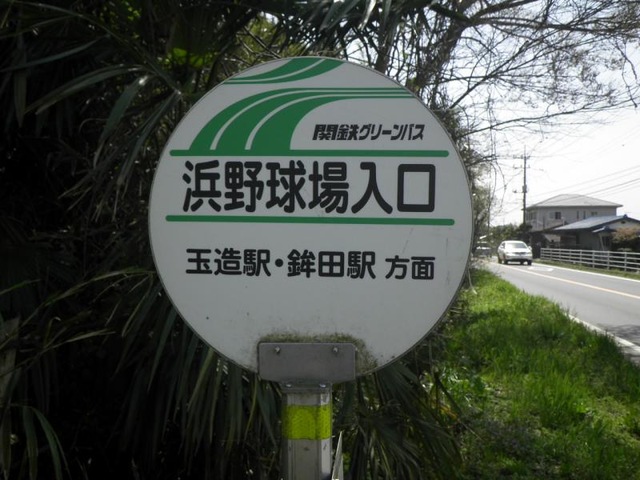 関鉄グリーンバス
浜野球場入口
玉造駅・鉾田駅 方面